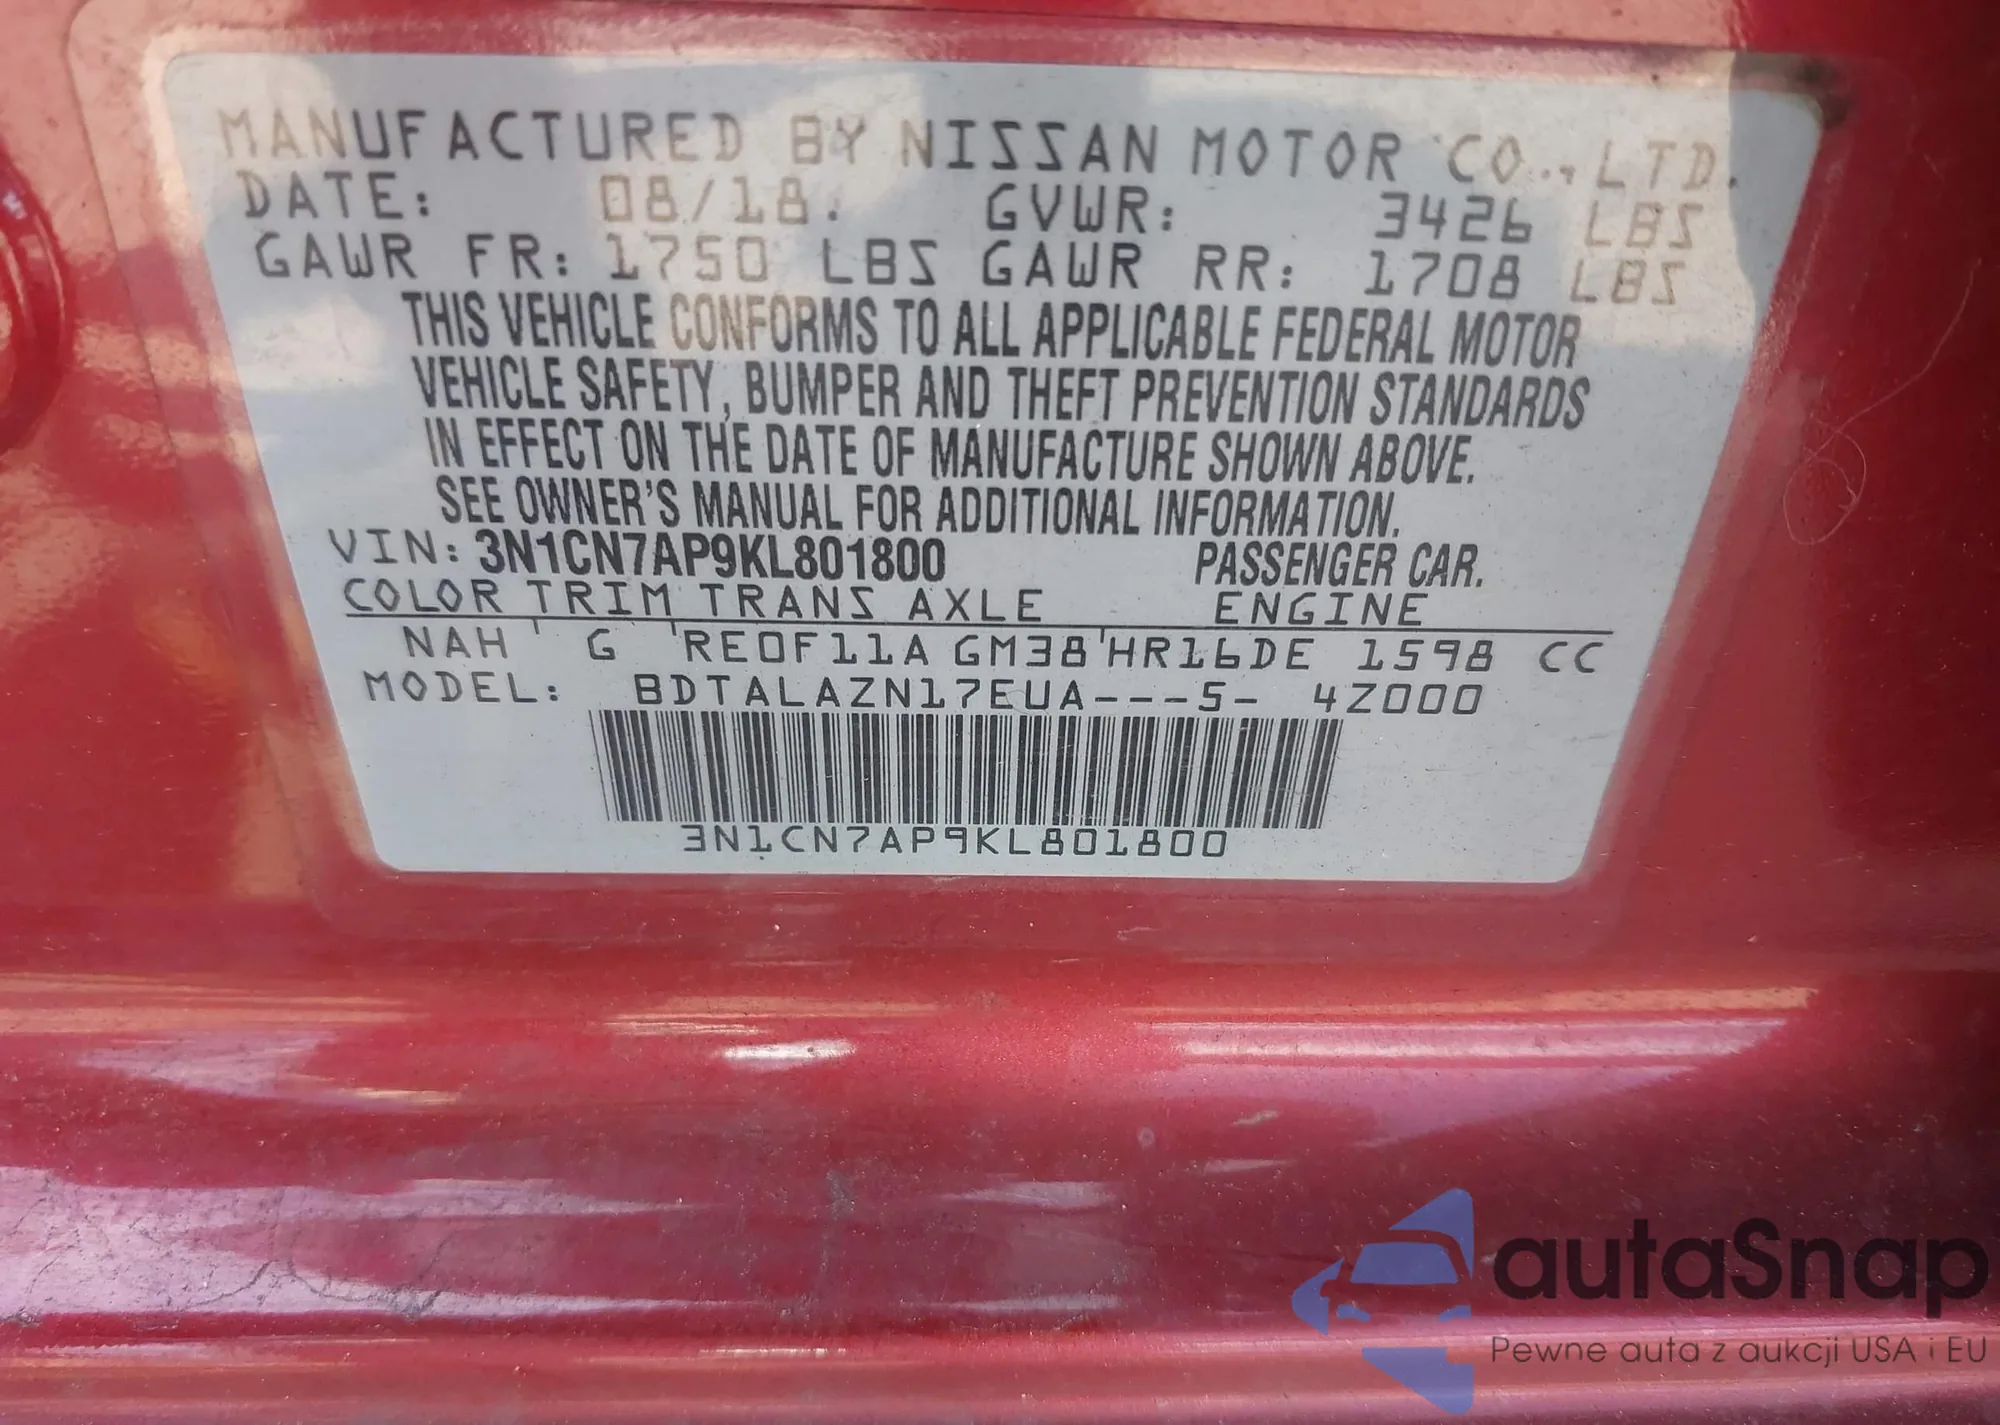 MANUFACTURED BY NISSAN MOTOR CO., LTD.
DATE: 08/18. GVWR: 3426 LBS
GAWR FR: 1750 LBS GAWR RR: 1708 LBS
THIS VEHICLE CONFORMS TO ALL APPLICABLE FEDERAL MOTOR
VEHICLE SAFETY, BUMPER AND THEFT PREVENTION STANDARDS
IN EFFECT ON THE DATE OF MANUFACTURE SHOWN ABOVE.
SEE OWNER'S MANUAL FOR ADDITIONAL INFORMATION.
VIN: 3N1CN7AP9KL801800 PASSENGER CAR.
COLOR TRIM TRANS AXLE ENGINE
NAH G RE0F11A GM38 HR16DE 1598 CC
MODEL: BDTALAZN17EUA---5- 4Z000
3N1CN7AP9KL801800
autaSnap
Pewne auta z aukcji USA i EU